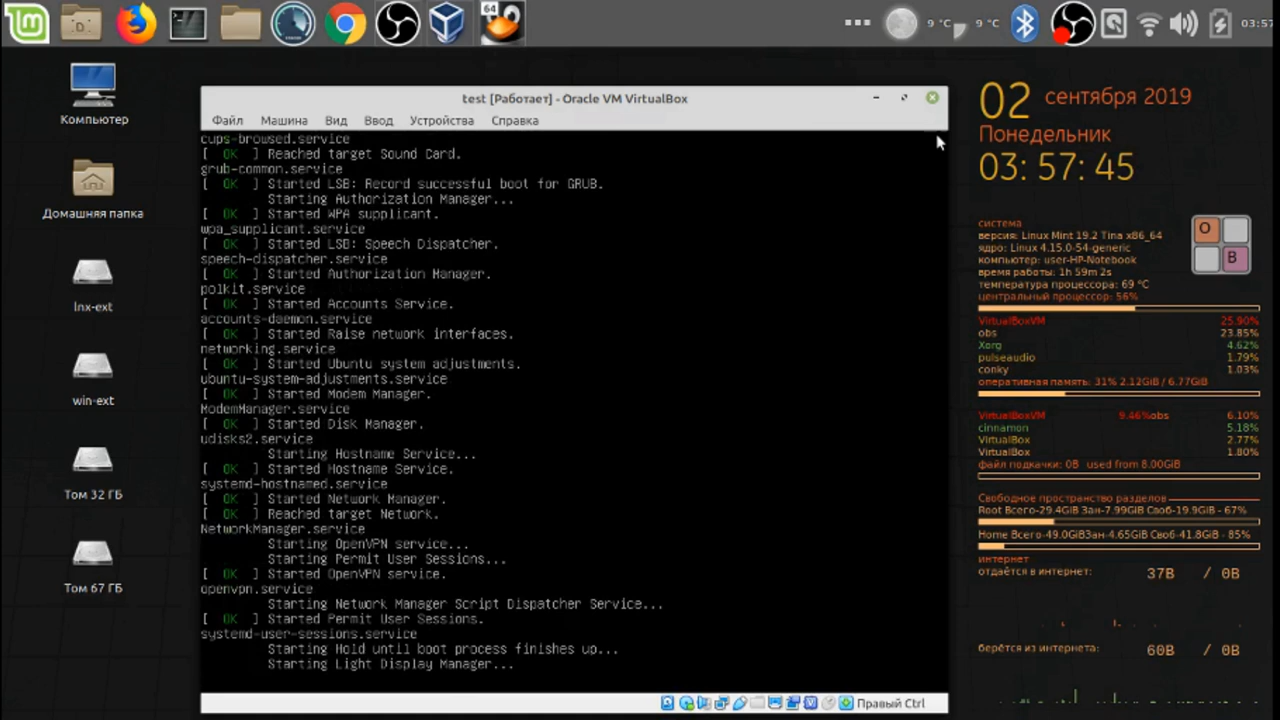 64
9 °C
9 °C
03:57
Компьютер
Домашняя папка
lnx-ext
win-ext
Том 32 ГБ
Том 67 ГБ
test [Работает] - Oracle VM VirtualBox
Файл Машина Вид Ввод Устройства Справка
cups-browsed.service
[ OK ] Reached target Sound Card.
grub-common.service
[ OK ] Started LSB: Record successful boot for GRUB.
Starting Authorization Manager...
[ OK ] Started WPA supplicant.
wpa_supplicant.service
[ OK ] Started LSB: Speech Dispatcher.
speech-dispatcher.service
[ OK ] Started Authorization Manager.
polkit.service
[ OK ] Started Accounts Service.
accounts-daemon.service
[ OK ] Started Raise network interfaces.
networking.service
[ OK ] Started Ubuntu system adjustments.
ubuntu-system-adjustments.service
[ OK ] Started Modem Manager.
ModemManager.service
[ OK ] Started Disk Manager.
udisks2.service
Starting Hostname Service...
[ OK ] Started Hostname Service.
systemd-hostnamed.service
[ OK ] Started Network Manager.
[ OK ] Reached target Network.
NetworkManager.service
Starting OpenVPN service...
Starting Permit User Sessions...
[ OK ] Started OpenVPN service.
openvpn.service
Starting Network Manager Script Dispatcher Service...
[ OK ] Started Permit User Sessions.
systemd-user-sessions.service
Starting Hold until boot process finishes up...
Starting Light Display Manager...
Правый Ctrl
02 сентября 2019
Понедельник
03: 57: 45
система
версия: Linux Mint 19.2 Tina x86_64
ядро: Linux 4.15.0-54-generic
компьютер: user-HP-Notebook
время работы: 1h 59m 2s
температура процессора: 69 °C
центральный процессор: 56%
O
B
VirtualBoxVM 25.90%
obs 23.85%
Xorg 4.62%
pulseaudio 1.79%
conky 1.03%
оперативная память: 31% 2.12GiB / 6.77GiB
VirtualBoxVM 9.46%obs 6.10%
cinnamon 5.18%
VirtualBox 2.77%
VirtualBox 1.80%
файл подкачки: 0B used from 8.00GiB
Свободное пространство разделов
Root Всего-29.4GiB Зан-7.99GiB Своб-19.9GiB - 67%
Home Всего-49.0GiBЗан-4.65GiB Своб-41.8GiB - 85%
интернет
отдаётся в интернет: 37B / 0B
берётся из интернета: 60B / 0B